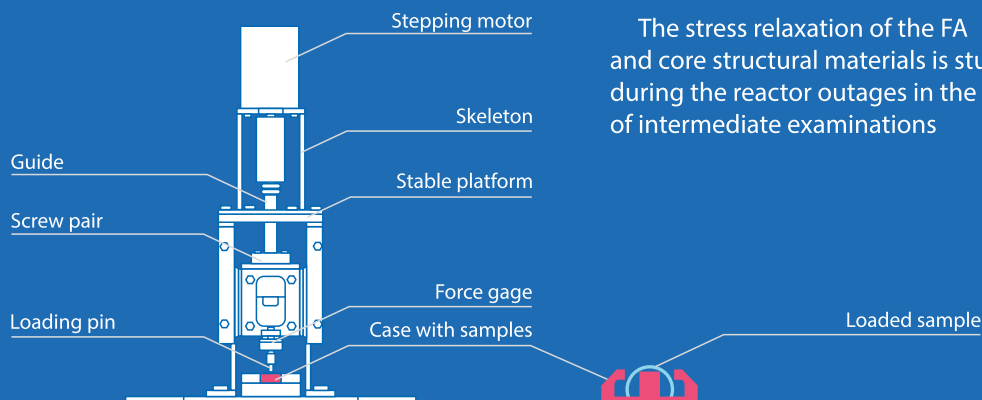 Stepping motor
Skeleton
Guide
Stable platform
Screw pair
Force gage
Loading pin
Case with samples
The stress relaxation of the FA
and core structural materials is
during the reactor outages in the
of intermediate examinations
Loaded sample